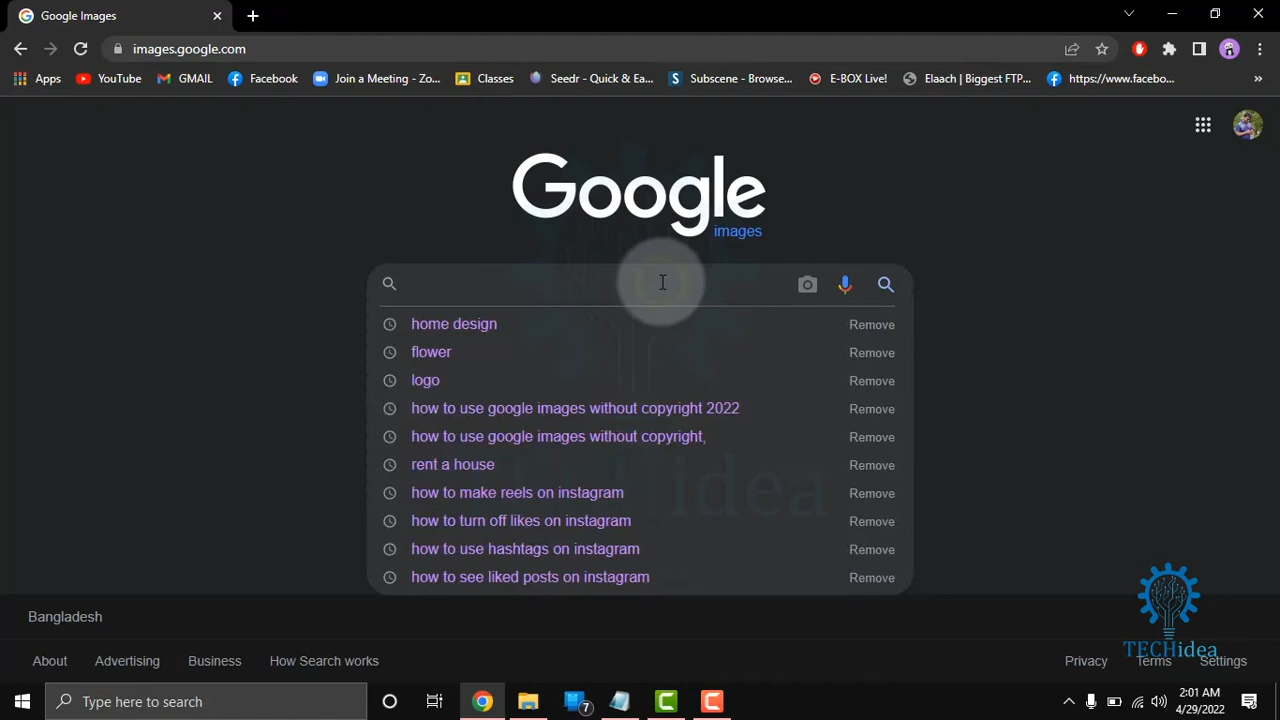 Google Images
images.google.com
Apps YouTube GMAIL Facebook Join a Meeting - Zo... Classes Seedr - Quick & Ea... Subscene - Browse... E-BOX Live! Elaach | Biggest FTP... https://www.facebo... »
Google
images
home design Remove
flower Remove
logo Remove
how to use google images without copyright 2022 Remove
how to use google images without copyright, Remove
rent a house Remove
how to make reels on instagram Remove
how to turn off likes on instagram Remove
how to use hashtags on instagram Remove
how to see liked posts on instagram Remove
TECHidea
Bangladesh
TECHidea
About Advertising Business How Search works Privacy Terms Settings
Type here to search 7 2:01 AM
4/29/2022